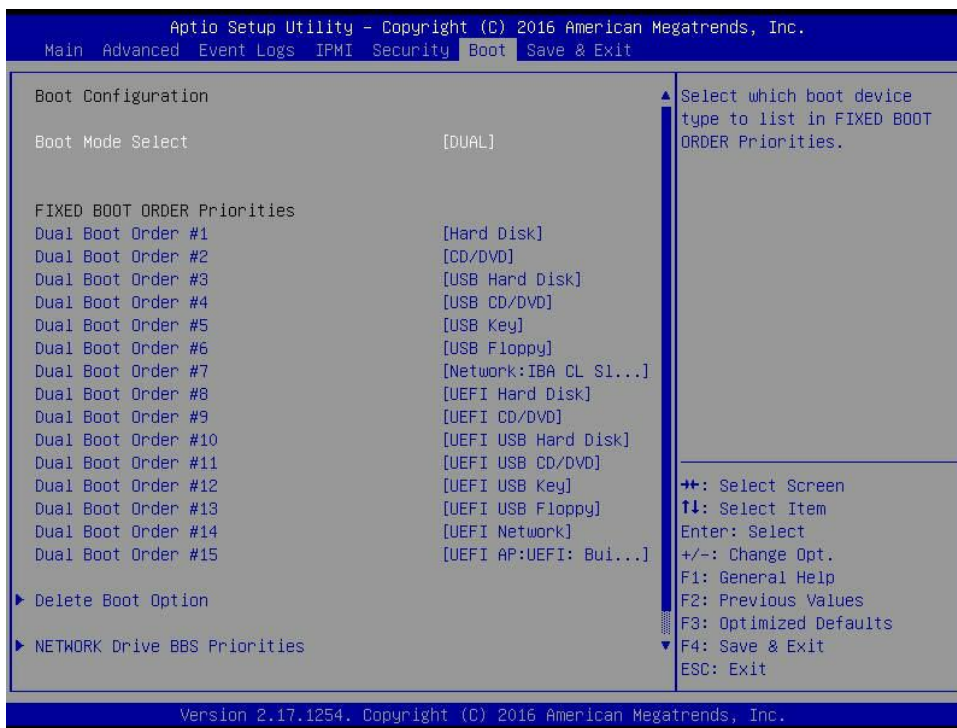 Aptio Setup Utility – Copyright (C) 2016 American Megatrends, Inc.
Main Advanced Event Logs IPMI Security Boot Save & Exit
Boot Configuration
Boot Mode Select [DUAL]
FIXED BOOT ORDER Priorities
Dual Boot Order #1 [Hard Disk]
Dual Boot Order #2 [CD/DVD]
Dual Boot Order #3 [USB Hard Disk]
Dual Boot Order #4 [USB CD/DVD]
Dual Boot Order #5 [USB Key]
Dual Boot Order #6 [USB Floppy]
Dual Boot Order #7 [Network:IBA CL Sl...]
Dual Boot Order #8 [UEFI Hard Disk]
Dual Boot Order #9 [UEFI CD/DVD]
Dual Boot Order #10 [UEFI USB Hard Disk]
Dual Boot Order #11 [UEFI USB CD/DVD]
Dual Boot Order #12 [UEFI USB Key]
Dual Boot Order #13 [UEFI USB Floppy]
Dual Boot Order #14 [UEFI Network]
Dual Boot Order #15 [UEFI AP:UEFI: Bui...]
Delete Boot Option
NETWORK Drive BBS Priorities
Select which boot device
type to list in FIXED BOOT
ORDER Priorities.
→←: Select Screen
↑↓: Select Item
Enter: Select
+/-: Change Opt.
F1: General Help
F2: Previous Values
F3: Optimized Defaults
F4: Save & Exit
ESC: Exit
Version 2.17.1254. Copyright (C) 2016 American Megatrends, Inc.